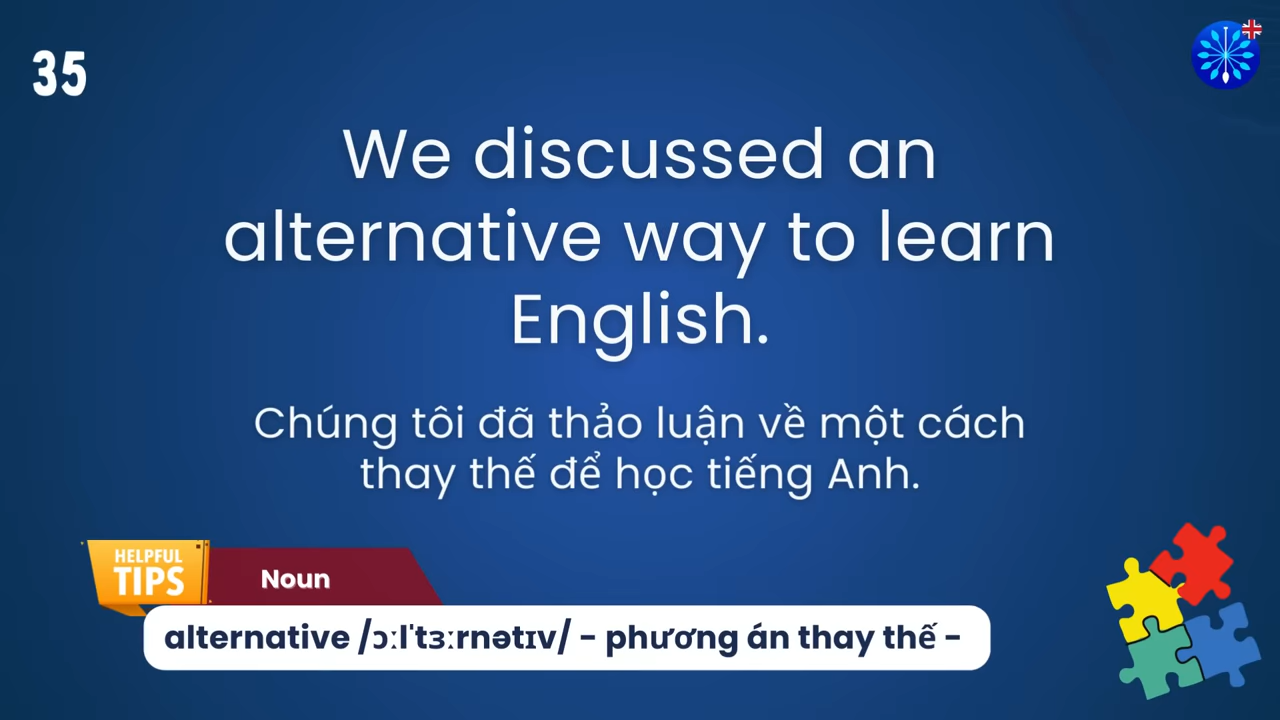 35
We discussed an
alternative way to learn
English.
Chúng tôi đã thảo luận về một cách
thay thế để học tiếng Anh.
HELPFUL
TIPS
Noun
alternative /ɔːlˈtɜːrnətɪv/ - phương án thay thế -